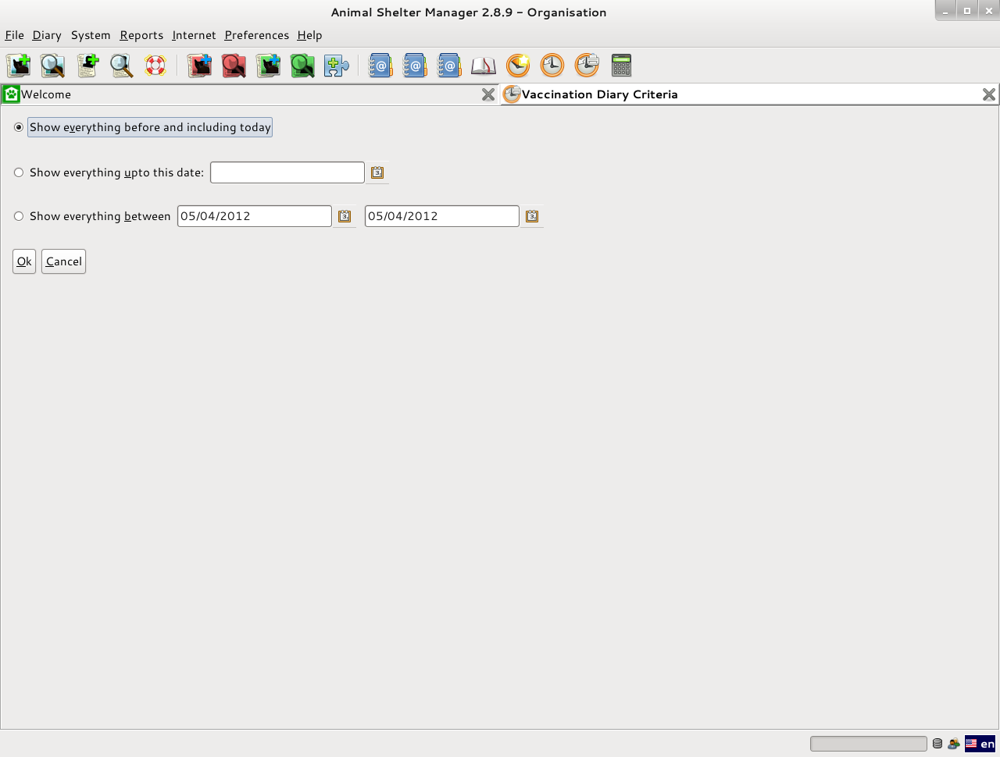 Animal Shelter Manager 2.8.9 - Organisation
File Diary System Reports Internet Preferences Help
Welcome
Vaccination Diary Criteria
Show everything before and including today
Show everything upto this date:
Show everything between 05/04/2012 05/04/2012
Ok Cancel
en